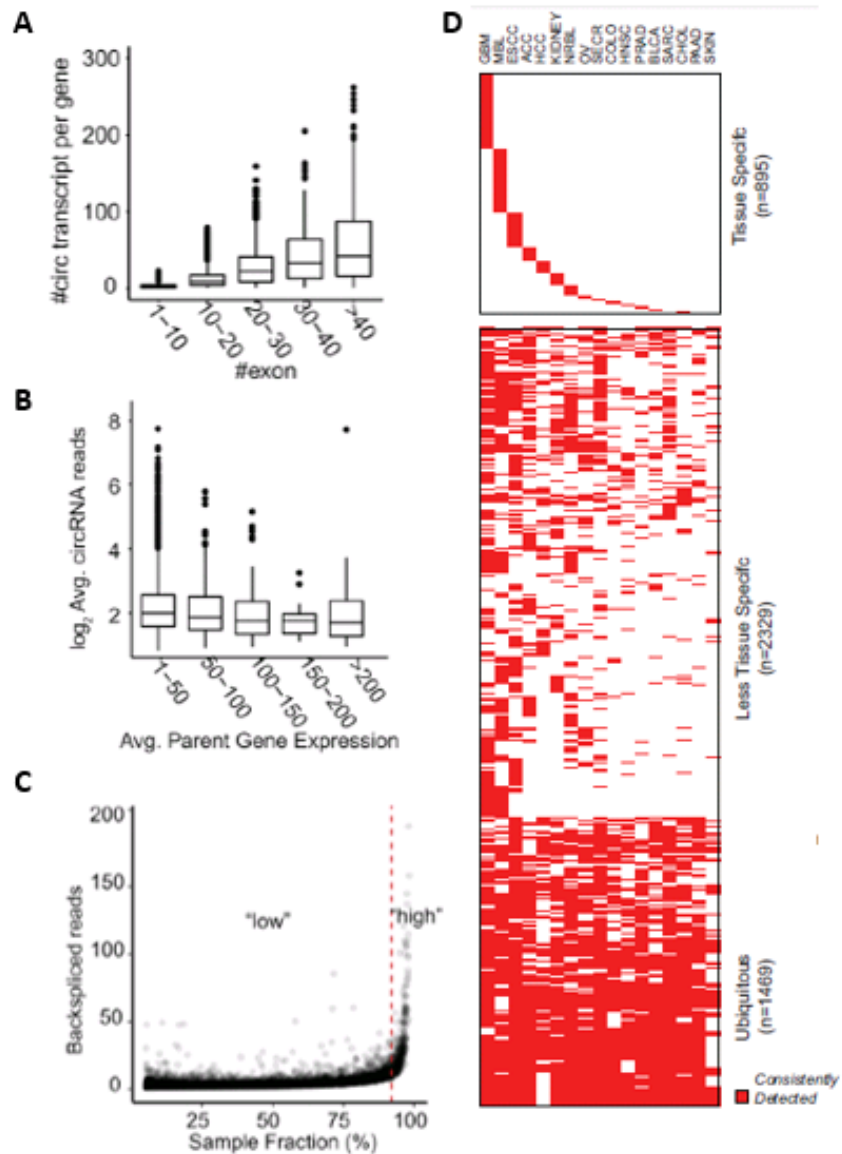 A
300
200
100
0
#circ transcript per gene
1-10
10-20
20-30
30-40
>40
#exon
B
8
6
4
2
log2 Avg. circRNA reads
1-50
50-100
100-150
150-200
>200
Avg. Parent Gene Expression
C
200
150
100
50
0
Backspliced reads
"low"
"high"
25
50
75
100
Sample Fraction (%)
D
GBM
MBL
ESCC
ACC
HCC
KIDNEY
NRBL
OV
SECR
COLO
HNSC
PRAD
BLCA
SARC
CHOL
PAAD
SKIN
Tissue Specifc
(n=895)
Less Tissue Specifc
(n=2329)
Ubiquitous
(n=1469)
Consistently
Detected